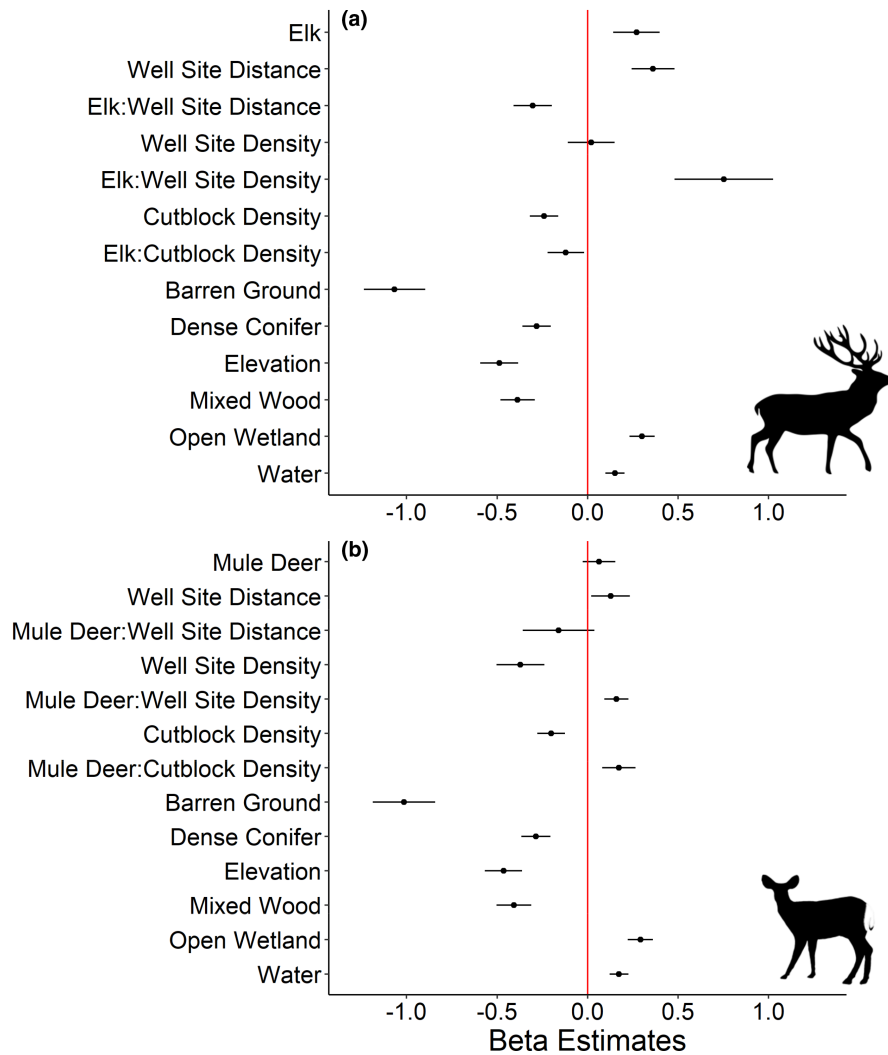 (a)
Elk
Well Site Distance
Elk:Well Site Distance
Well Site Density
Elk:Well Site Density
Cutblock Density
Elk:Cutblock Density
Barren Ground
Dense Conifer
Elevation
Mixed Wood
Open Wetland
Water
-1.0 -0.5 0.0 0.5 1.0
(b)
Mule Deer
Well Site Distance
Mule Deer:Well Site Distance
Well Site Density
Mule Deer:Well Site Density
Cutblock Density
Mule Deer:Cutblock Density
Barren Ground
Dense Conifer
Elevation
Mixed Wood
Open Wetland
Water
-1.0 -0.5 0.0 0.5 1.0
Beta Estimates